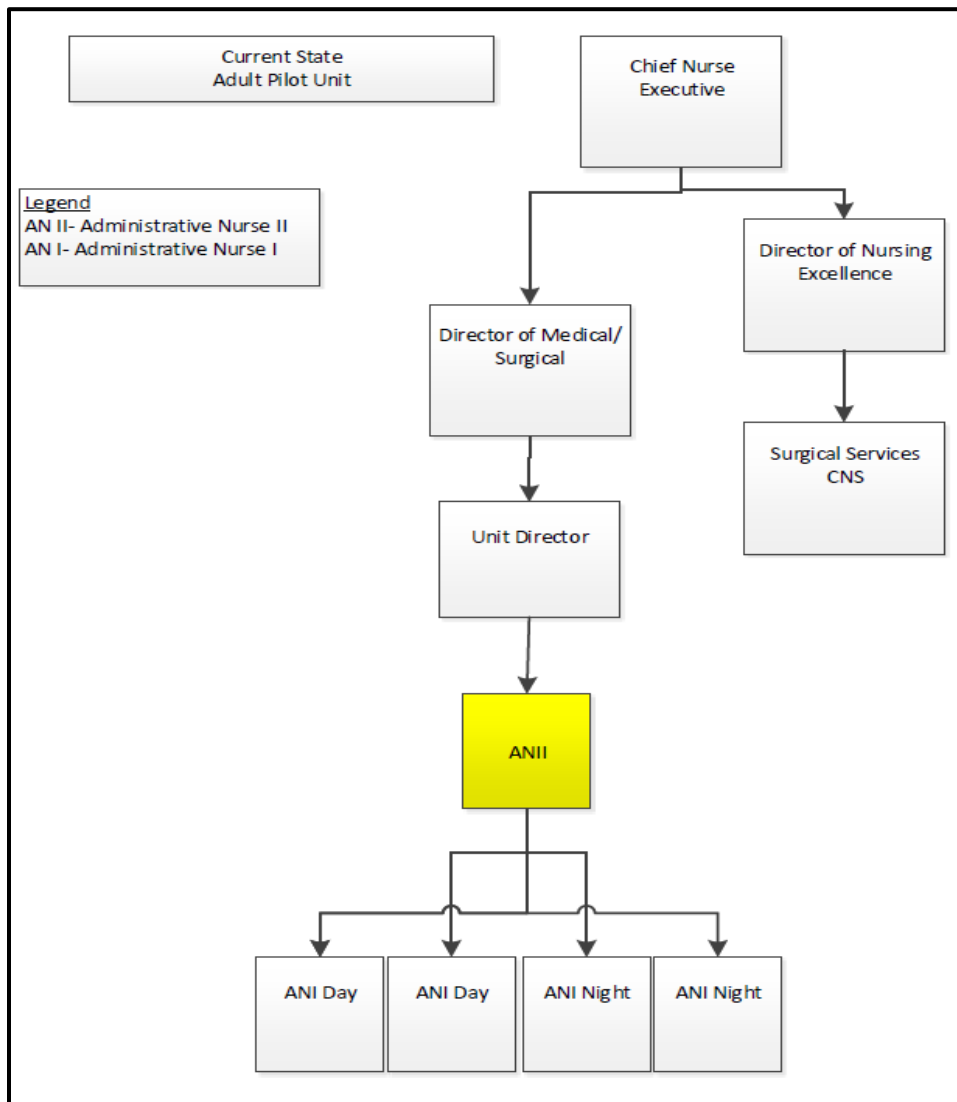 Current State
Adult Pilot Unit
Chief Nurse
Executive
Legend
AN II- Administrative Nurse II
AN I- Administrative Nurse I
Director of Nursing
Excellence
Director of Medical/
Surgical
Surgical Services
CNS
Unit Director
ANII
ANI Day
ANI Day
ANI Night
ANI Night